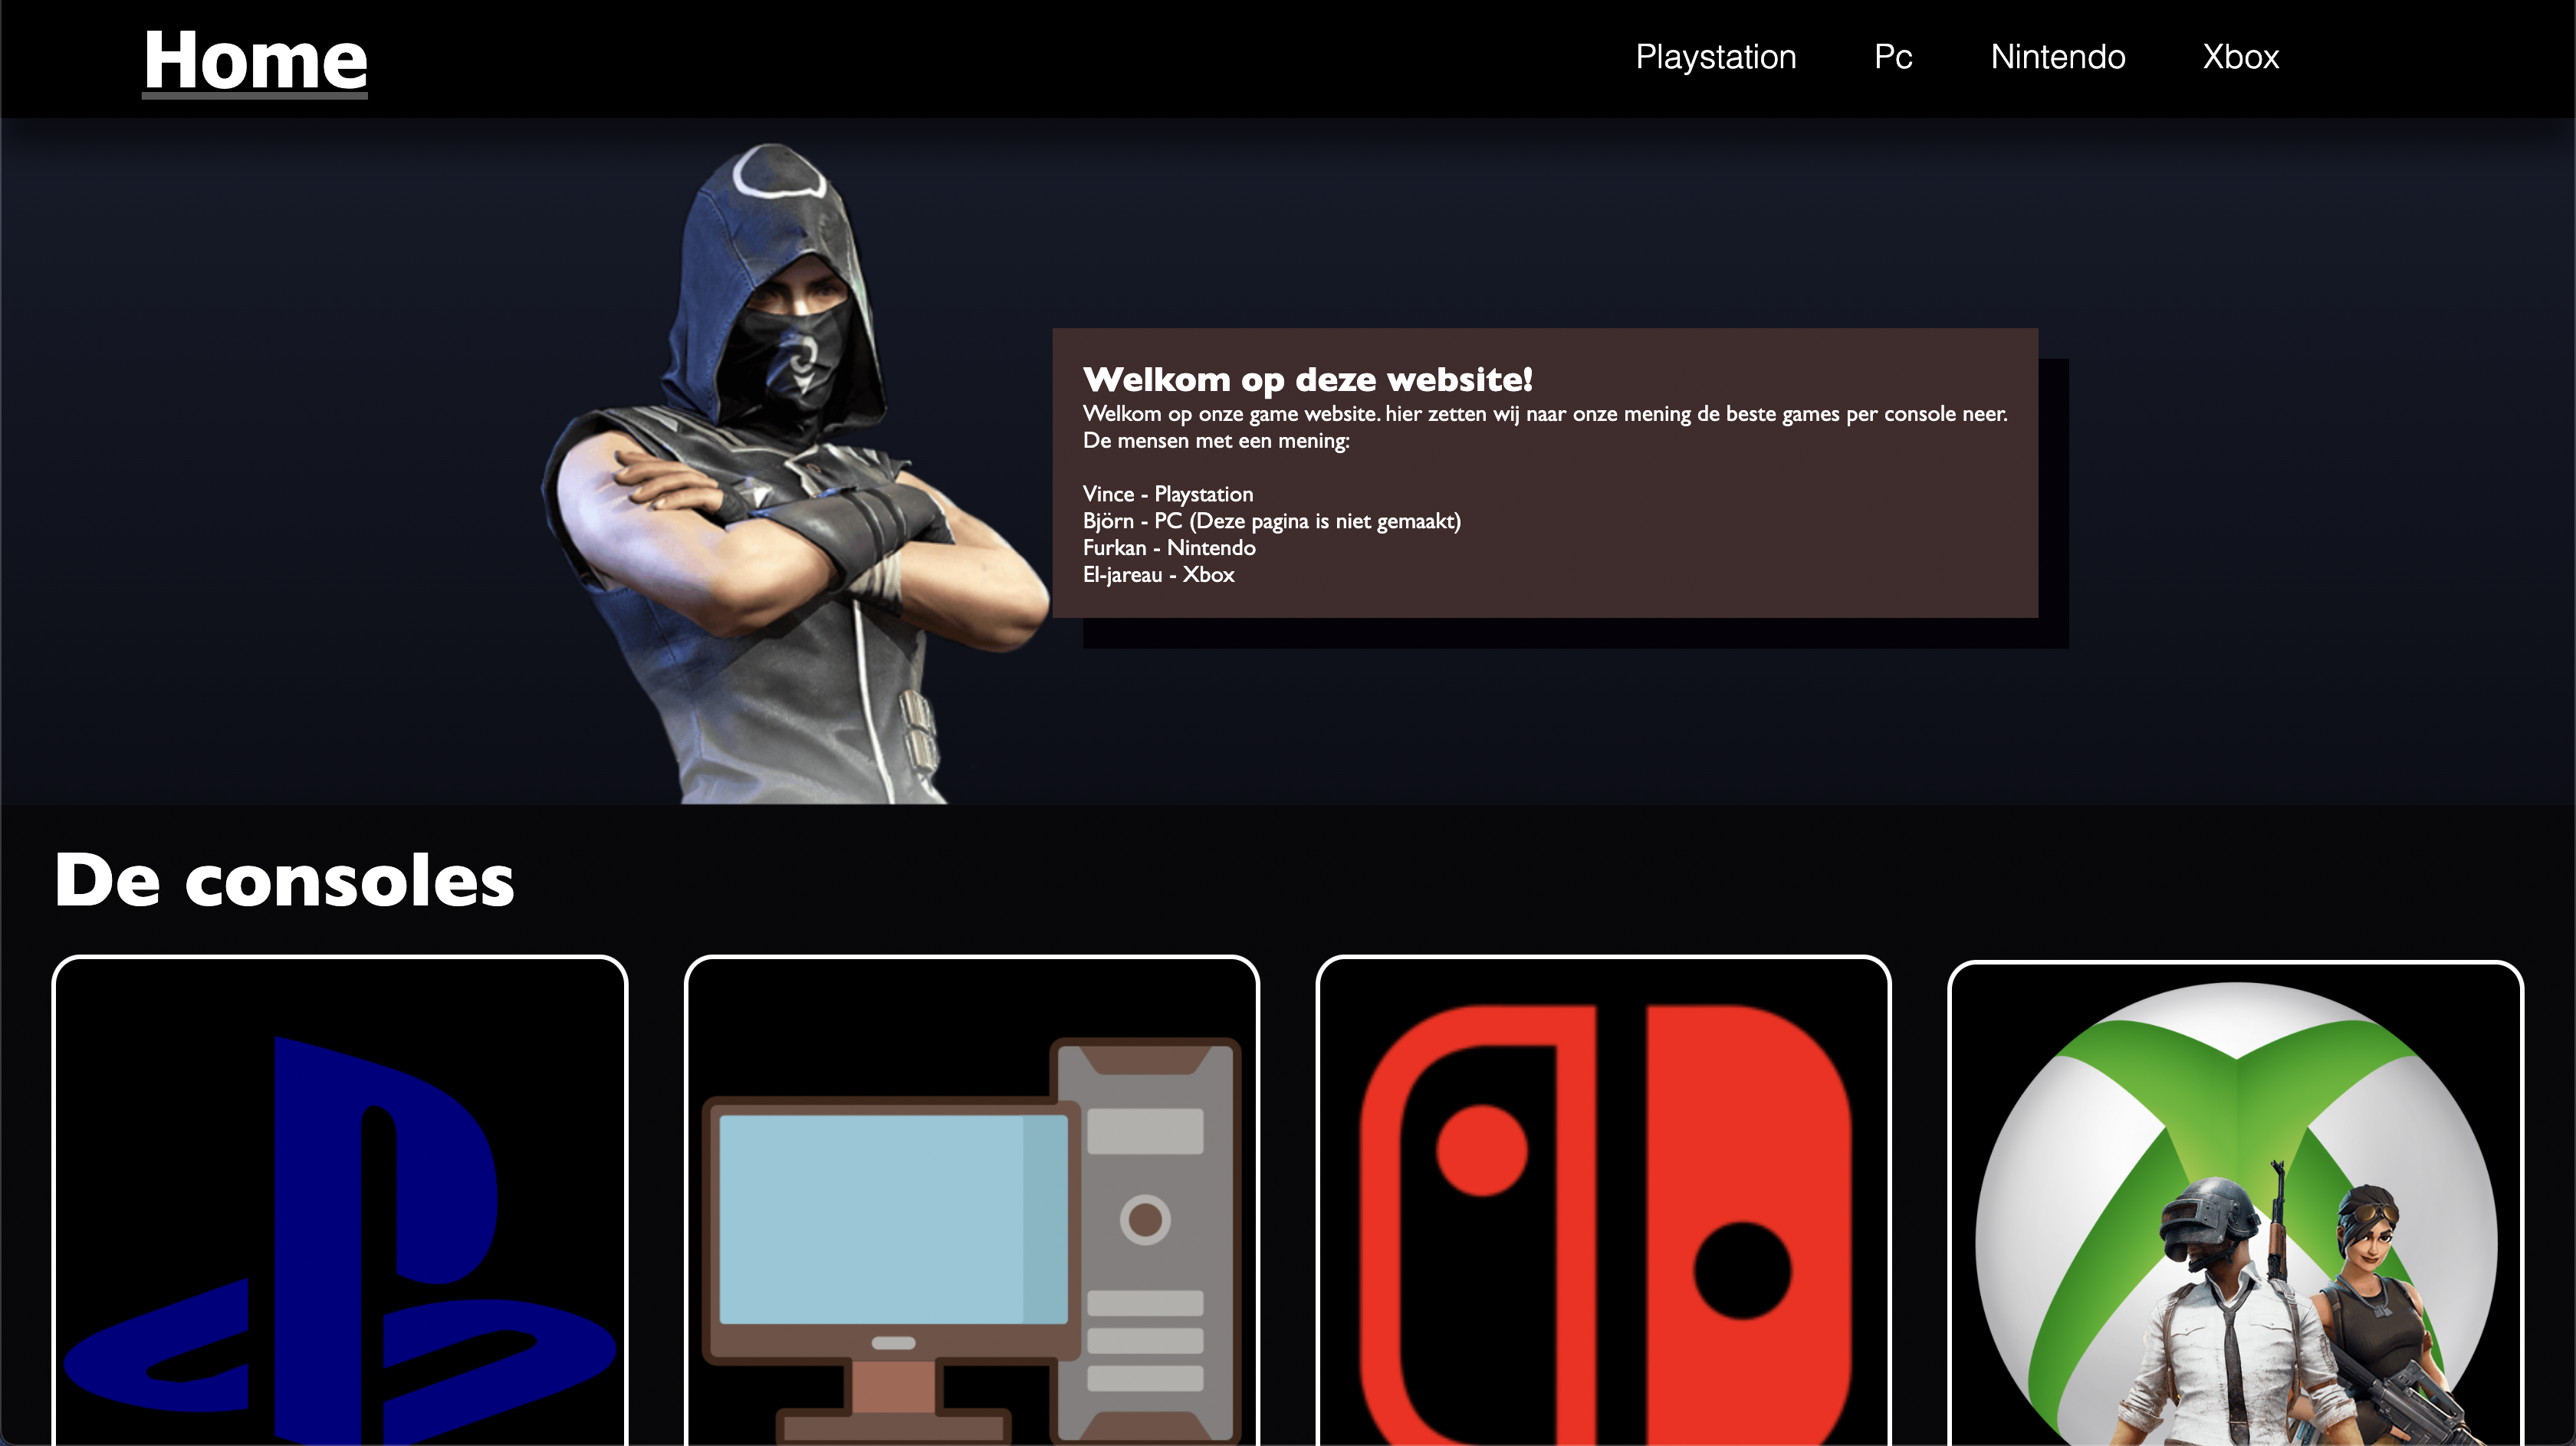 Home
Playstation
Pc
Nintendo
Xbox
Welkom op deze website!
Welkom op onze game website. hier zetten wij naar onze mening de beste games per console neer.
De mensen met een mening:
Vince - Playstation
Björn - PC (Deze pagina is niet gemaakt)
Furkan - Nintendo
El-jareau - Xbox
De consoles